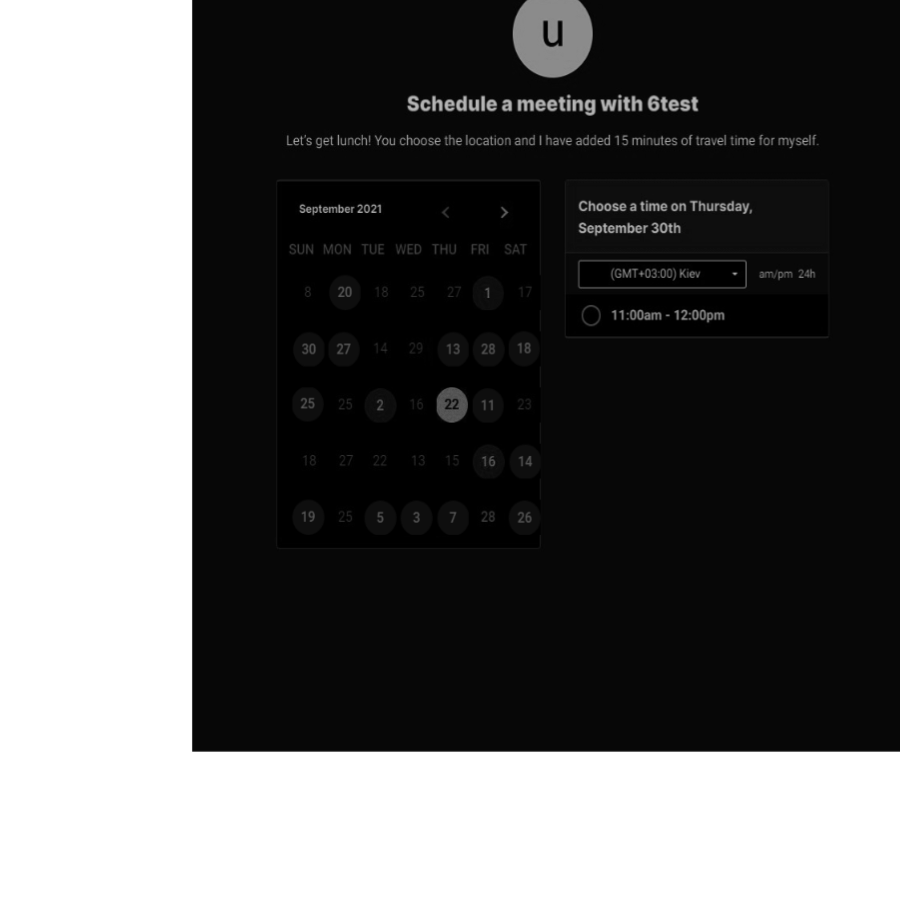 u
Schedule a meeting with 6test
Let's get lunch! You choose the location and I have added 15 minutes of travel time for myself.
September 2021
SUN MON TUE WED THU FRI SAT
8 20 18 25 27 1 17
30 27 14 29 13 28 18
25 25 2 16 22 11 23
18 27 22 13 15 16 14
19 25 5 3 7 28 26
Choose a time on Thursday,
September 30th
(GMT+03:00) Kiev am/pm 24h
11:00am - 12:00pm